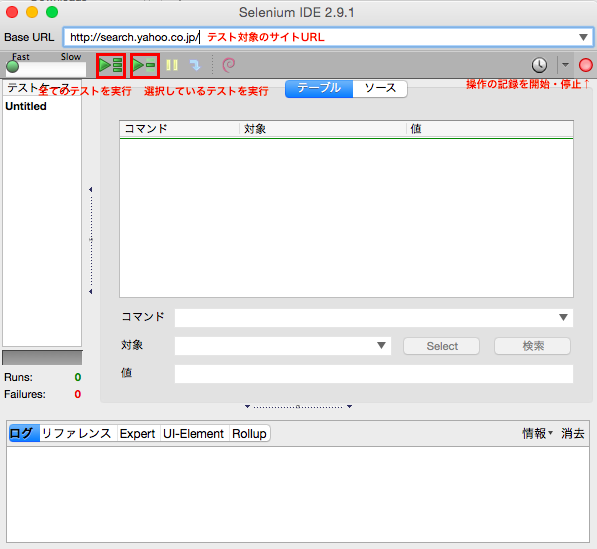 Selenium IDE 2.9.1
Base URL http://search.yahoo.co.jp/ テスト対象のサイトURL
Fast Slow
テストケース
全てのテストを実行 選択しているテストを実行
テーブル ソース
操作の記録を開始・停止↑
Untitled
コマンド 対象 値
コマンド
対象 Select 検索
値
Runs: 0
Failures: 0
ログ リファレンス Expert UI-Element Rollup 情報 消去